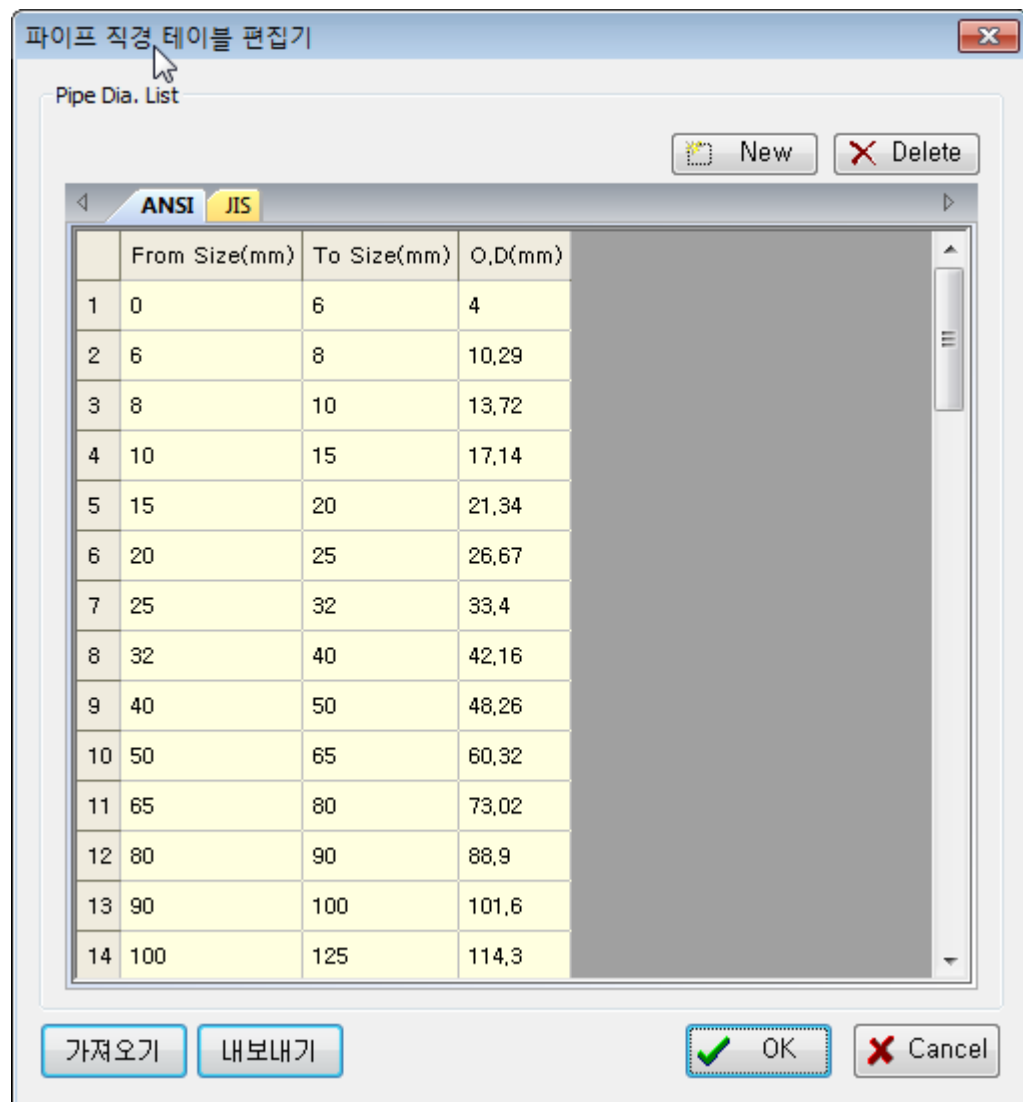 파이프 직경 테이블 편집기
Pipe Dia. List
New Delete
ANSI JIS
From Size(mm) To Size(mm) O,D(mm)
1 0 6 4
2 6 8 10,29
3 8 10 13,72
4 10 15 17,14
5 15 20 21,34
6 20 25 26,67
7 25 32 33,4
8 32 40 42,16
9 40 50 48,26
10 50 65 60,32
11 65 80 73,02
12 80 90 88,9
13 90 100 101,6
14 100 125 114,3
가져오기 내보내기 OK Cancel